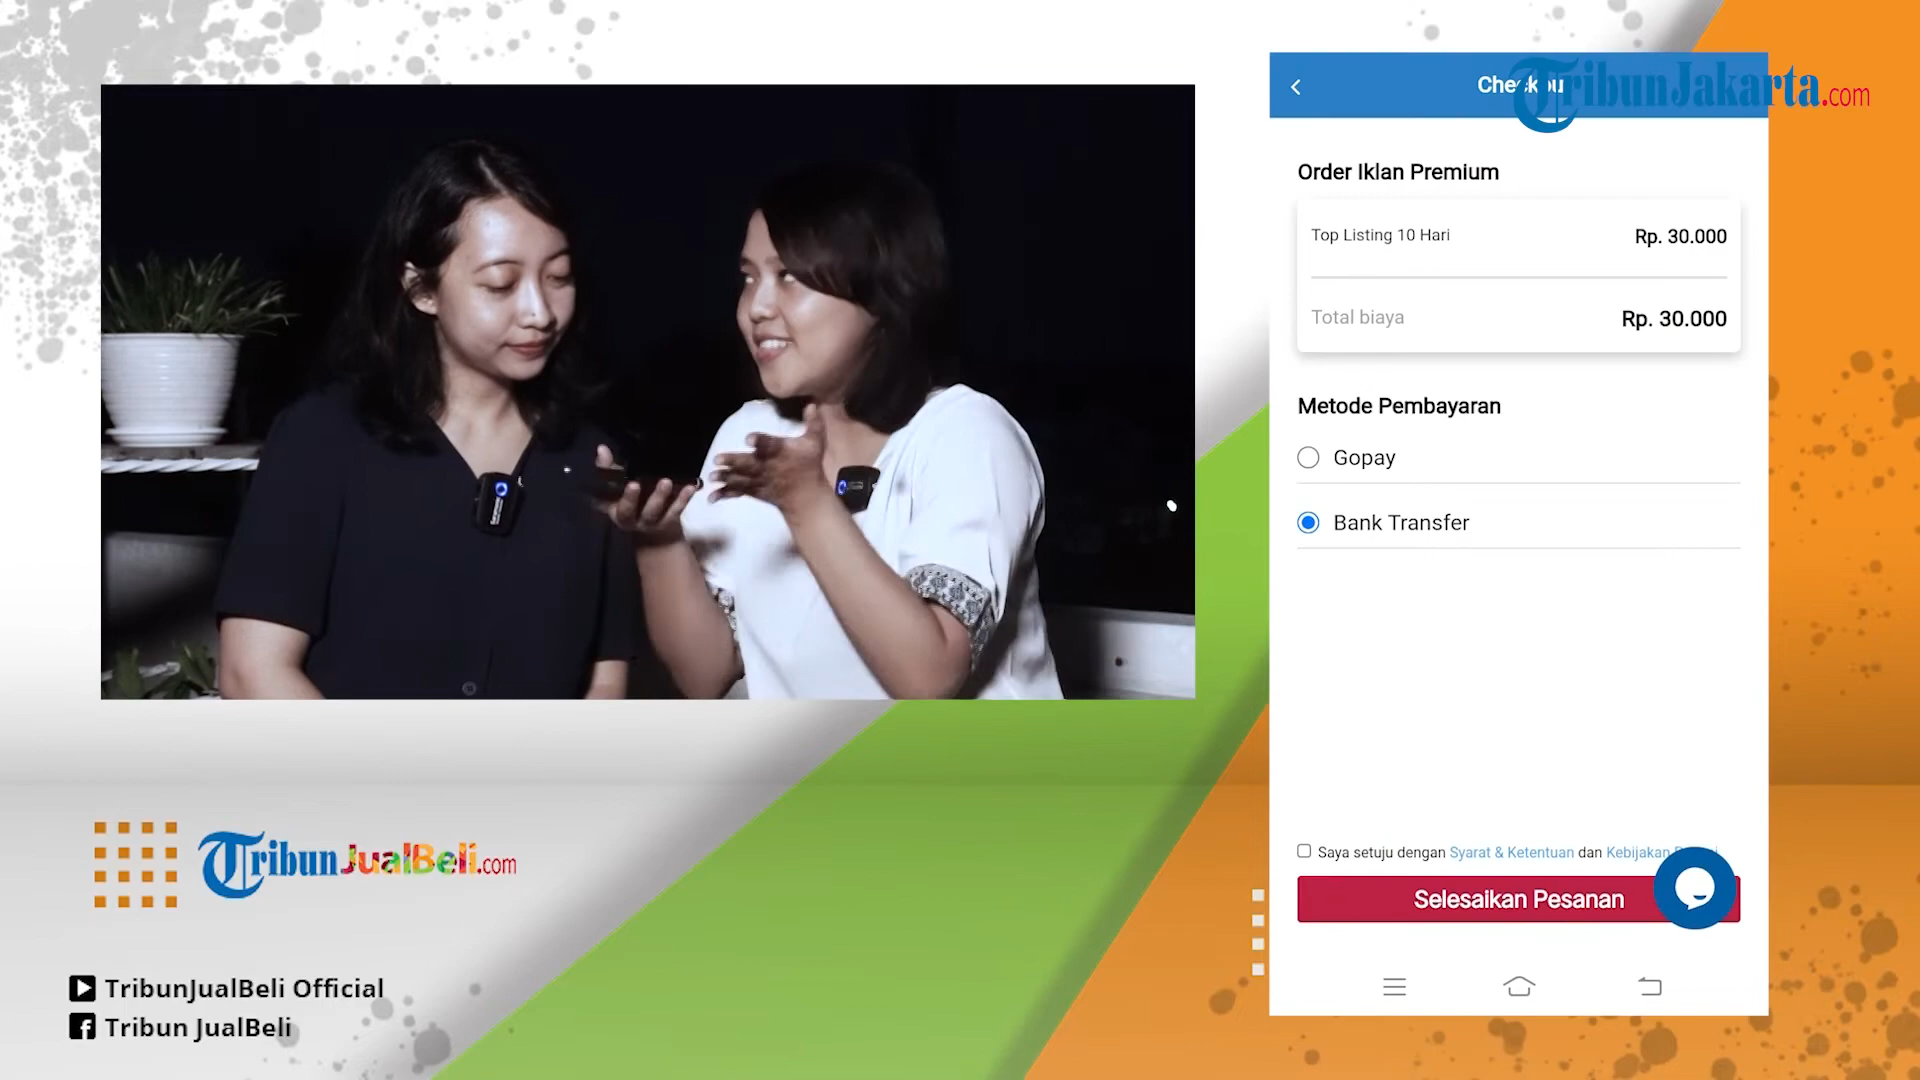 Checkou
TribunJakarta.com
Order Iklan Premium
Top Listing 10 Hari Rp. 30.000
Total biaya Rp. 30.000
Metode Pembayaran
Gopay
Bank Transfer
Saya setuju dengan Syarat & Ketentuan dan Kebijakan
Selesaikan Pesanan
TribunJualBeli.com
TribunJualBeli Official
Tribun JualBeli